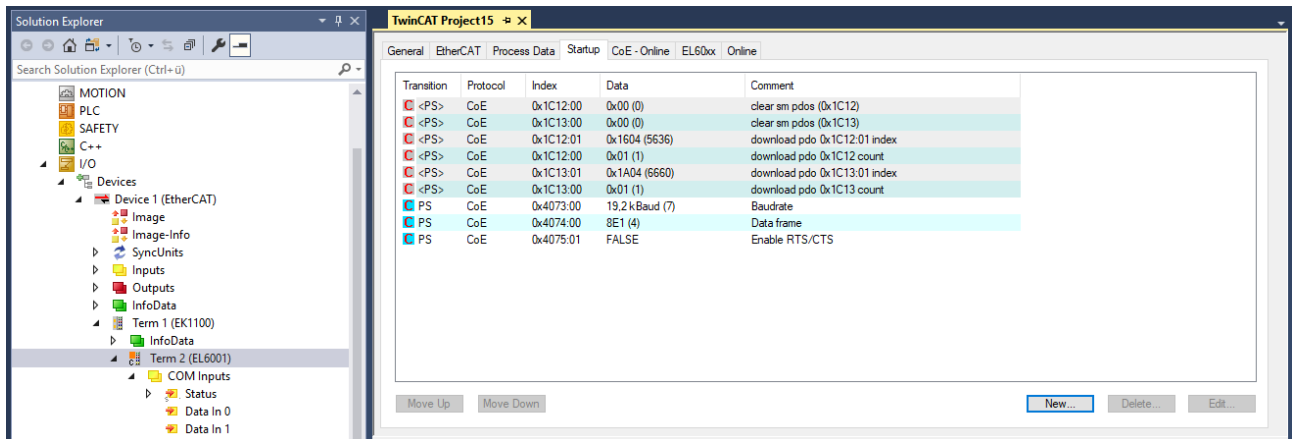 Solution Explorer
Search Solution Explorer (Ctrl+ü)
MOTION
PLC
SAFETY
C++
I/O
Devices
Device 1 (EtherCAT)
Image
Image-Info
SyncUnits
Inputs
Outputs
InfoData
Term 1 (EK1100)
InfoData
Term 2 (EL6001)
COM Inputs
Status
Data In 0
Data In 1
TwinCAT Project15
General EtherCAT Process Data Startup CoE - Online EL60xx Online
Transition Protocol Index Data Comment
C <PS> CoE 0x1C12:00 0x00 (0) clear sm pdos (0x1C12)
C <PS> CoE 0x1C13:00 0x00 (0) clear sm pdos (0x1C13)
C <PS> CoE 0x1C12:01 0x1604 (5636) download pdo 0x1C12:01 index
C <PS> CoE 0x1C12:00 0x01 (1) download pdo 0x1C12 count
C <PS> CoE 0x1C13:01 0x1A04 (6660) download pdo 0x1C13:01 index
C <PS> CoE 0x1C13:00 0x01 (1) download pdo 0x1C13 count
C PS CoE 0x4073:00 19,2 kBaud (7) Baudrate
C PS CoE 0x4074:00 8E1 (4) Data frame
C PS CoE 0x4075:01 FALSE Enable RTS/CTS
Move Up Move Down New... Delete... Edit...